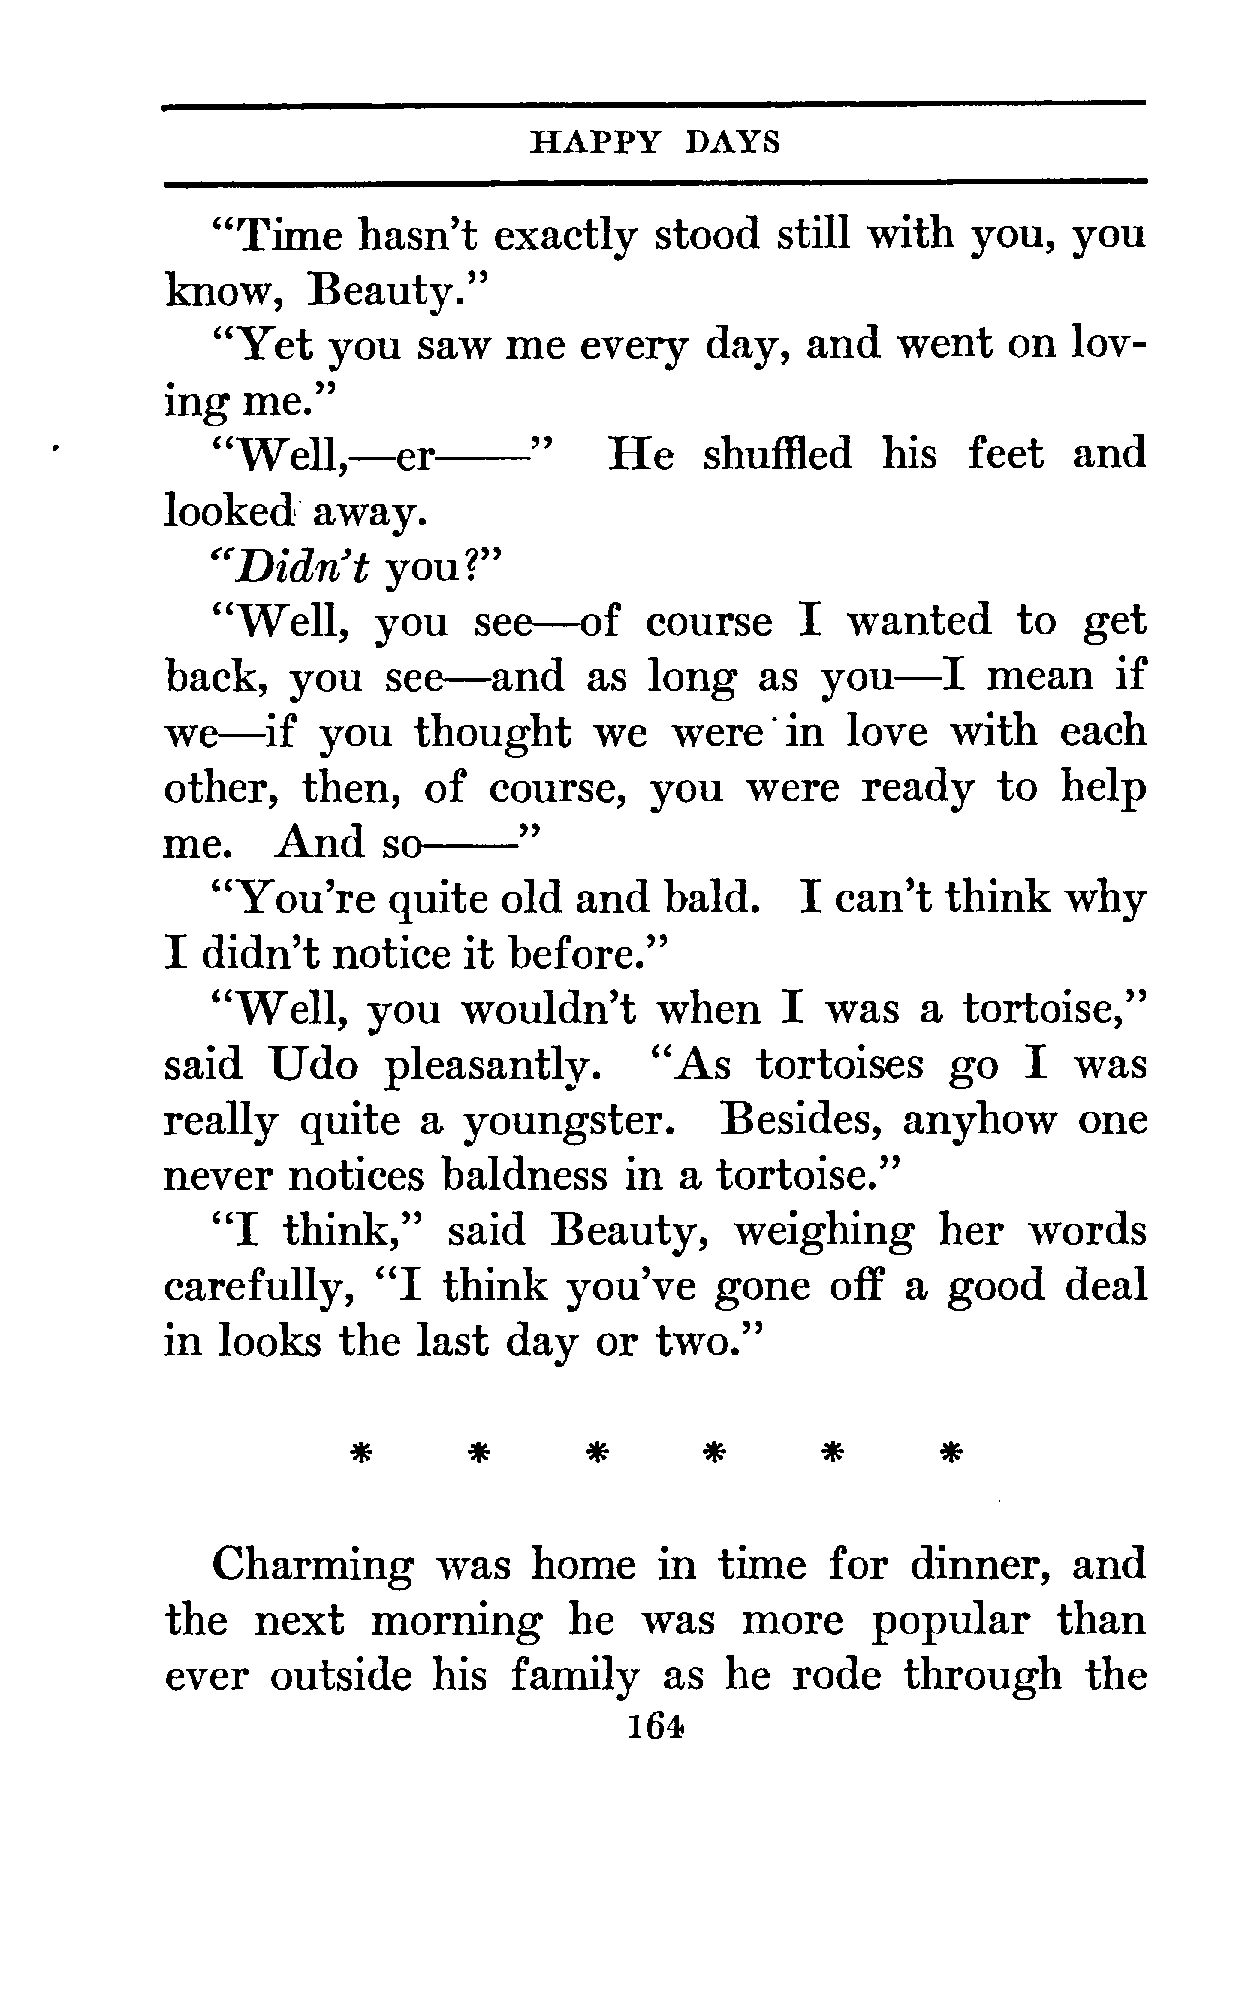 HAPPY DAYS
“Time hasn’t exactly stood still with you, you
know, Beauty.”
“Yet you saw me every day, and went on lov-
ing me.”
“Well,—er——” He shuffled his feet and
looked away.
“Didn’t you?”
“Well, you see—of course I wanted to get
back, you see—and as long as you—I mean if
we—if you thought we were in love with each
other, then, of course, you were ready to help
me. And so——”
“You’re quite old and bald. I can’t think why
I didn’t notice it before.”
“Well, you wouldn’t when I was a tortoise,”
said Udo pleasantly. “As tortoises go I was
really quite a youngster. Besides, anyhow one
never notices baldness in a tortoise.”
“I think,” said Beauty, weighing her words
carefully, “I think you’ve gone off a good deal
in looks the last day or two.”
* * * * * *
Charming was home in time for dinner, and
the next morning he was more popular than
ever outside his family as he rode through the
164